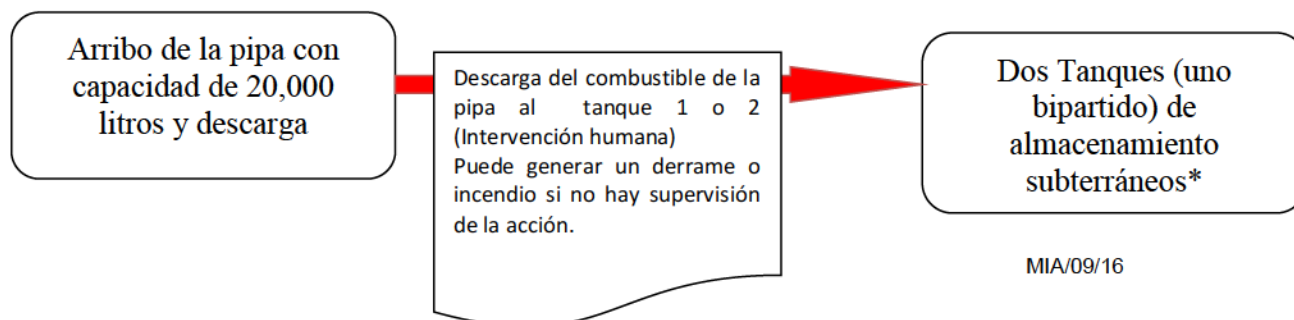 Arribo de la pipa con
capacidad de 20,000
litros y descarga
Descarga del combustible de la
pipa al tanque 1 o 2
(Intervención humana)
Puede generar un derrame o
incendio si no hay supervisión
de la acción.
Dos Tanques (uno
bipartido) de
almacenamiento
subterráneos*
MIA/09/16